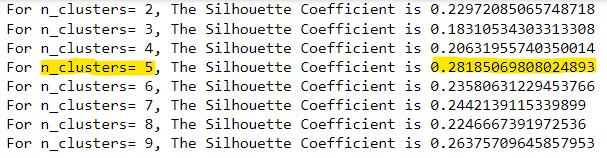 For n_clusters= 2, The Silhouette Coefficient is 0.22972085065748718
For n_clusters= 3, The Silhouette Coefficient is 0.18310534303313308
For n_clusters= 4, The Silhouette Coefficient is 0.20631955740350014
For n_clusters= 5, The Silhouette Coefficient is 0.28185069808024893
For n_clusters= 6, The Silhouette Coefficient is 0.23580631229453766
For n_clusters= 7, The Silhouette Coefficient is 0.2442139115339899
For n_clusters= 8, The Silhouette Coefficient is 0.2246667391972536
For n_clusters= 9, The Silhouette Coefficient is 0.26375709645857953